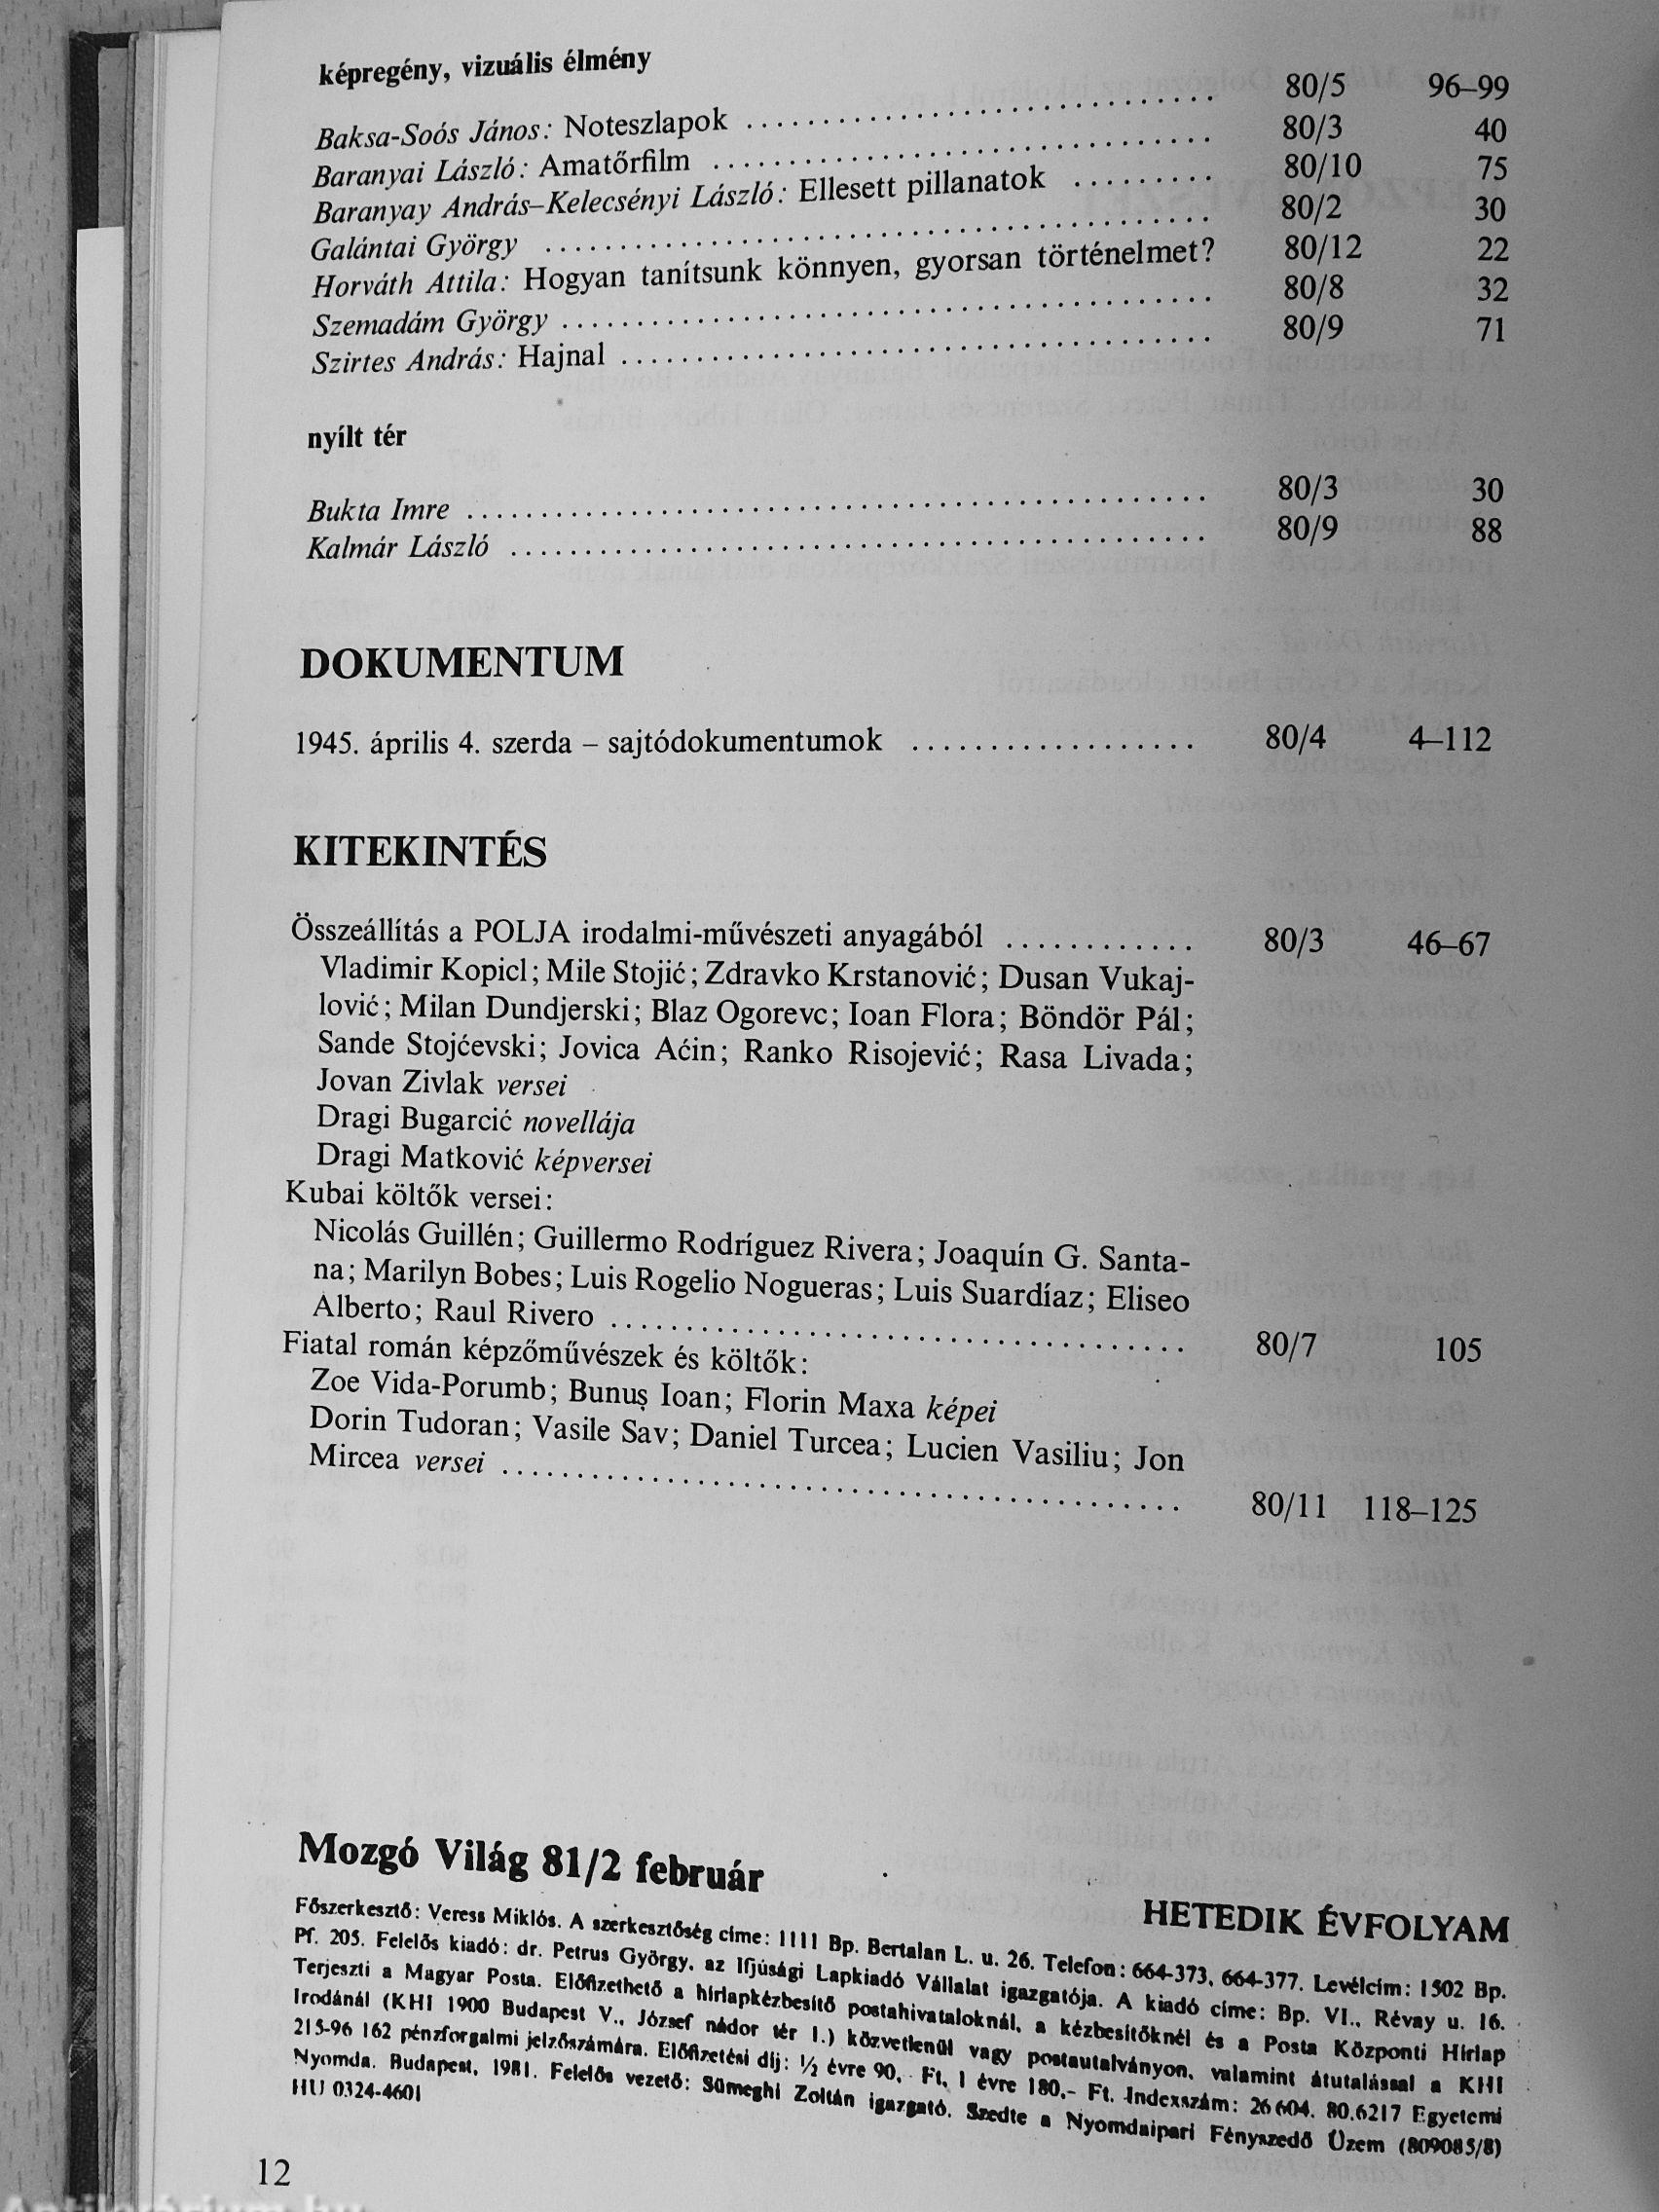 képregény, vizuális élmény
Baksa-Soós János: Noteszlapok .......... 80/5 96–99
Baranyai László: Amatőrfilm .......... 80/3 40
Baranyay András–Kelecsényi László: Ellesett pillanatok .......... 80/10 75
Galántai György .......... 80/2 30
Horváth Attila: Hogyan tanítsunk könnyen, gyorsan történelmet? 80/12 22
Szemadám György .......... 80/8 32
Szirtes András: Hajnal .......... 80/9 71
nyílt tér
Bukta Imre .......... 80/3 30
Kalmár László .......... 80/9 88
DOKUMENTUM
1945. április 4. szerda – sajtódokumentumok .......... 80/4 4–112
KITEKINTÉS
Összeállítás a POLJA irodalmi-művészeti anyagából .......... 80/3 46–67
Vladimir Kopicl; Mile Stojić; Zdravko Krstanović; Dusan Vukaj-
lović; Milan Dundjerski; Blaz Ogorevc; Ioan Flora; Böndör Pál;
Sande Stojćevski; Jovica Aćin; Ranko Risojević; Rasa Livada;
Jovan Zivlak versei
Dragi Bugarcić novellája
Dragi Matković képversei
Kubai költők versei:
Nicolás Guillén; Guillermo Rodríguez Rivera; Joaquín G. Santa-
na; Marilyn Bobes; Luis Rogelio Nogueras; Luis Suardíaz; Eliseo
Alberto; Raul Rivero .......... 80/7 105
Fiatal román képzőművészek és költők:
Zoe Vida-Porumb; Bunuș Ioan; Florin Maxa képei
Dorin Tudoran; Vasile Sav; Daniel Turcea; Lucien Vasiliu; Jon
Mircea versei .......... 80/11 118–125
Mozgó Világ 81/2 február
HETEDIK ÉVFOLYAM
Főszerkesztő: Veress Miklós. A szerkesztőség címe: 1111 Bp. Bertalan L. u. 26. Telefon: 664-373, 664-377. Levélcím: 1502 Bp.
Pf. 205. Felelős kiadó: dr. Petrus György, az Ifjúsági Lapkiadó Vállalat igazgatója. A kiadó címe: Bp. VI., Révay u. 16.
Terjeszti a Magyar Posta. Előfizethető a hírlapkézbesítő postahivataloknál, a kézbesítőknél és a Posta Központi Hírlap
Irodánál (KHI 1900 Budapest V., József nádor tér 1.) közvetlenül vagy postautalványon, valamint átutalással a KHI
215-96 162 pénzforgalmi jelzőszámára. Előfizetési díj: ½ évre 90,- Ft, 1 évre 180,- Ft. Indexszám: 26 604. 80.6217 Egyetemi
Nyomda, Budapest, 1981. Felelős vezető: Sümeghi Zoltán igazgató. Szedte a Nyomdaipari Fényszedő Üzem (809085/8)
HU 0324-4601
12